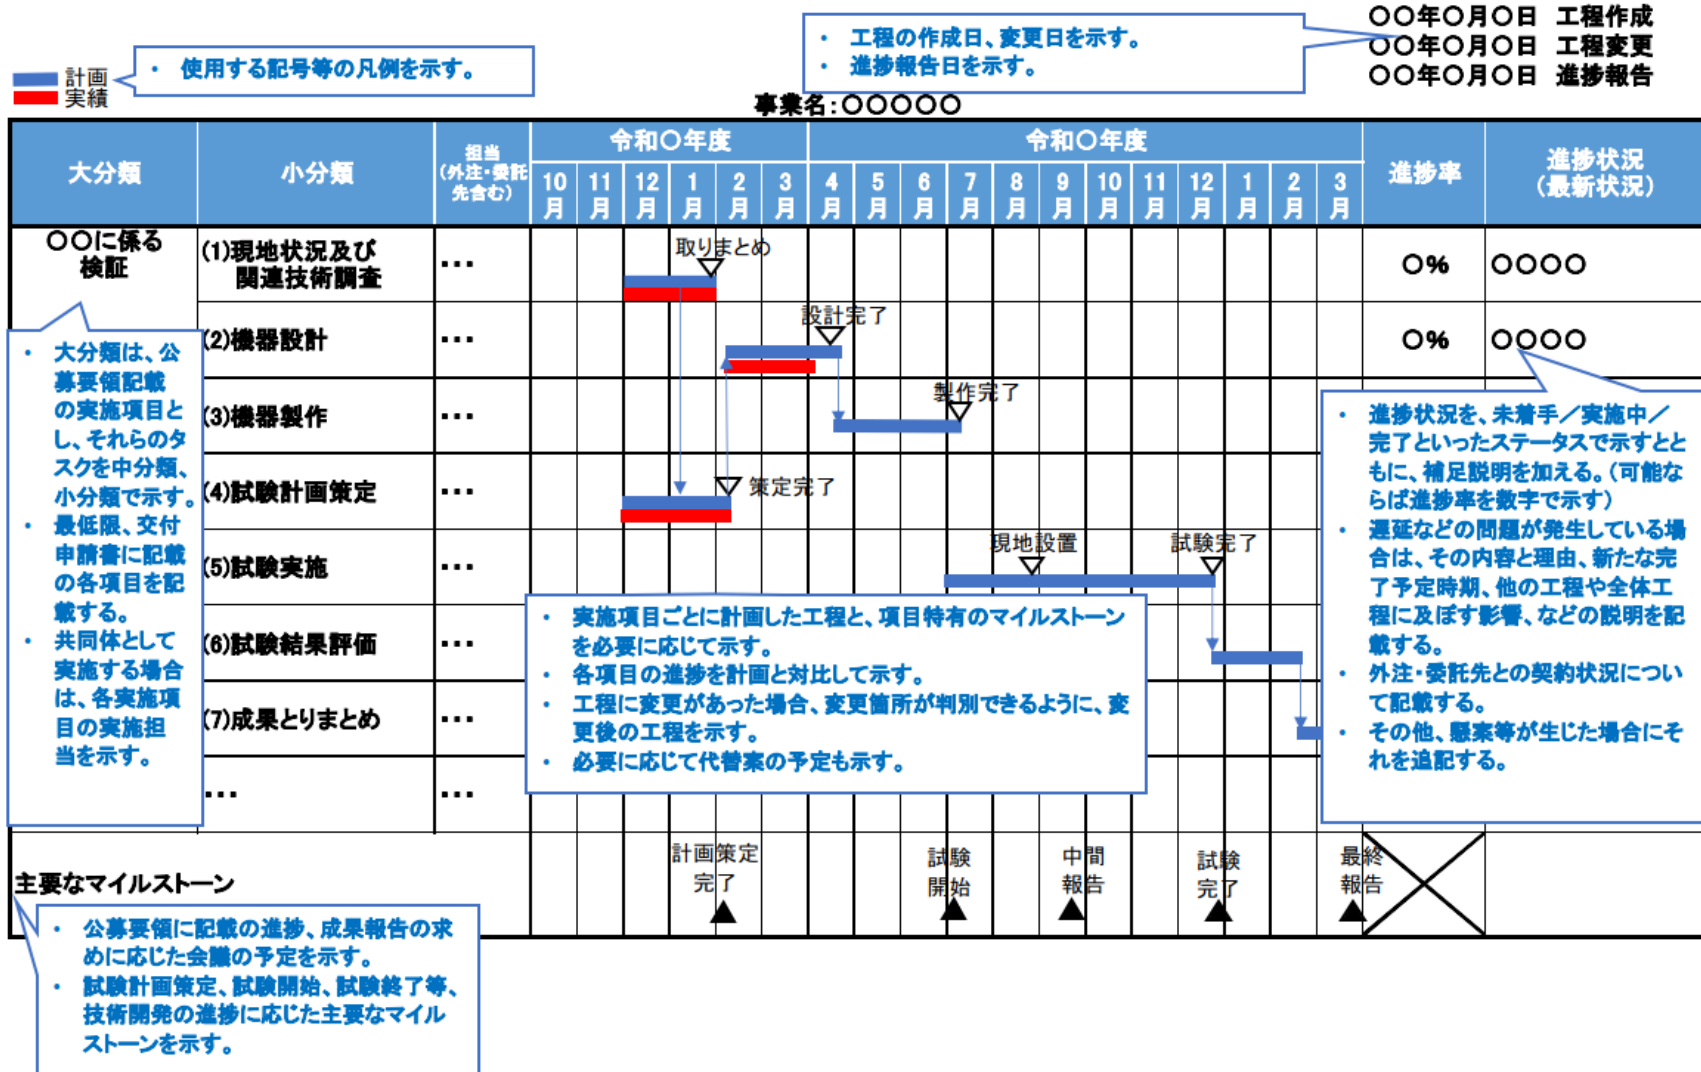 〇〇年〇月〇日 工程作成
〇〇年〇月〇日 工程変更
〇〇年〇月〇日 進捗報告
・ 工程の作成日、変更日を示す。
・ 進捗報告日を示す。
・ 使用する記号等の凡例を示す。
計画
実績
事業名：〇〇〇〇〇
大分類
小分類
担当
（外注・委託
先含む）
令和〇年度
令和〇年度
進捗率
進捗状況
（最新状況）
10月 11月 12月 1月 2月 3月 4月 5月 6月 7月 8月 9月 10月 11月 12月 1月 2月 3月
〇〇に係る
検証
(1)現地状況及び
関連技術調査
・・・
取りまとめ
〇%
〇〇〇〇
(2)機器設計
・・・
設計完了
〇%
〇〇〇〇
(3)機器製作
・・・
製作完了
(4)試験計画策定
・・・
策定完了
(5)試験実施
・・・
現地設置
試験完了
(6)試験結果評価
・・・
(7)成果とりまとめ
・・・
・・・
・・・
・ 大分類は、公
募要領記載
の実施項目と
し、それらのタ
スクを中分類、
小分類で示す。
・ 最低限、交付
申請書に記載
の各項目を記
載する。
・ 共同体として
実施する場合
は、各実施項
目の実施担
当を示す。
・ 実施項目ごとに計画した工程と、項目特有のマイルストーン
を必要に応じて示す。
・ 各項目の進捗を計画と対比して示す。
・ 工程に変更があった場合、変更箇所が判別できるように、変
更後の工程を示す。
・ 必要に応じて代替案の予定も示す。
・ 進捗状況を、未着手／実施中／
完了といったステータスで示すとと
もに、補足説明を加える。（可能な
らば進捗率を数字で示す）
・ 遅延などの問題が発生している場
合は、その内容と理由、新たな完
了予定時期、他の工程や全体工
程に及ぼす影響、などの説明を記
載する。
・ 外注・委託先との契約状況につい
て記載する。
・ その他、懸案等が生じた場合にそ
れを追記する。
主要なマイルストーン
計画策定
完了
試験
開始
中間
報告
試験
完了
最終
報告
・ 公募要領に記載の進捗、成果報告の求
めに応じた会議の予定を示す。
・ 試験計画策定、試験開始、試験終了等、
技術開発の進捗に応じた主要なマイル
ストーンを示す。